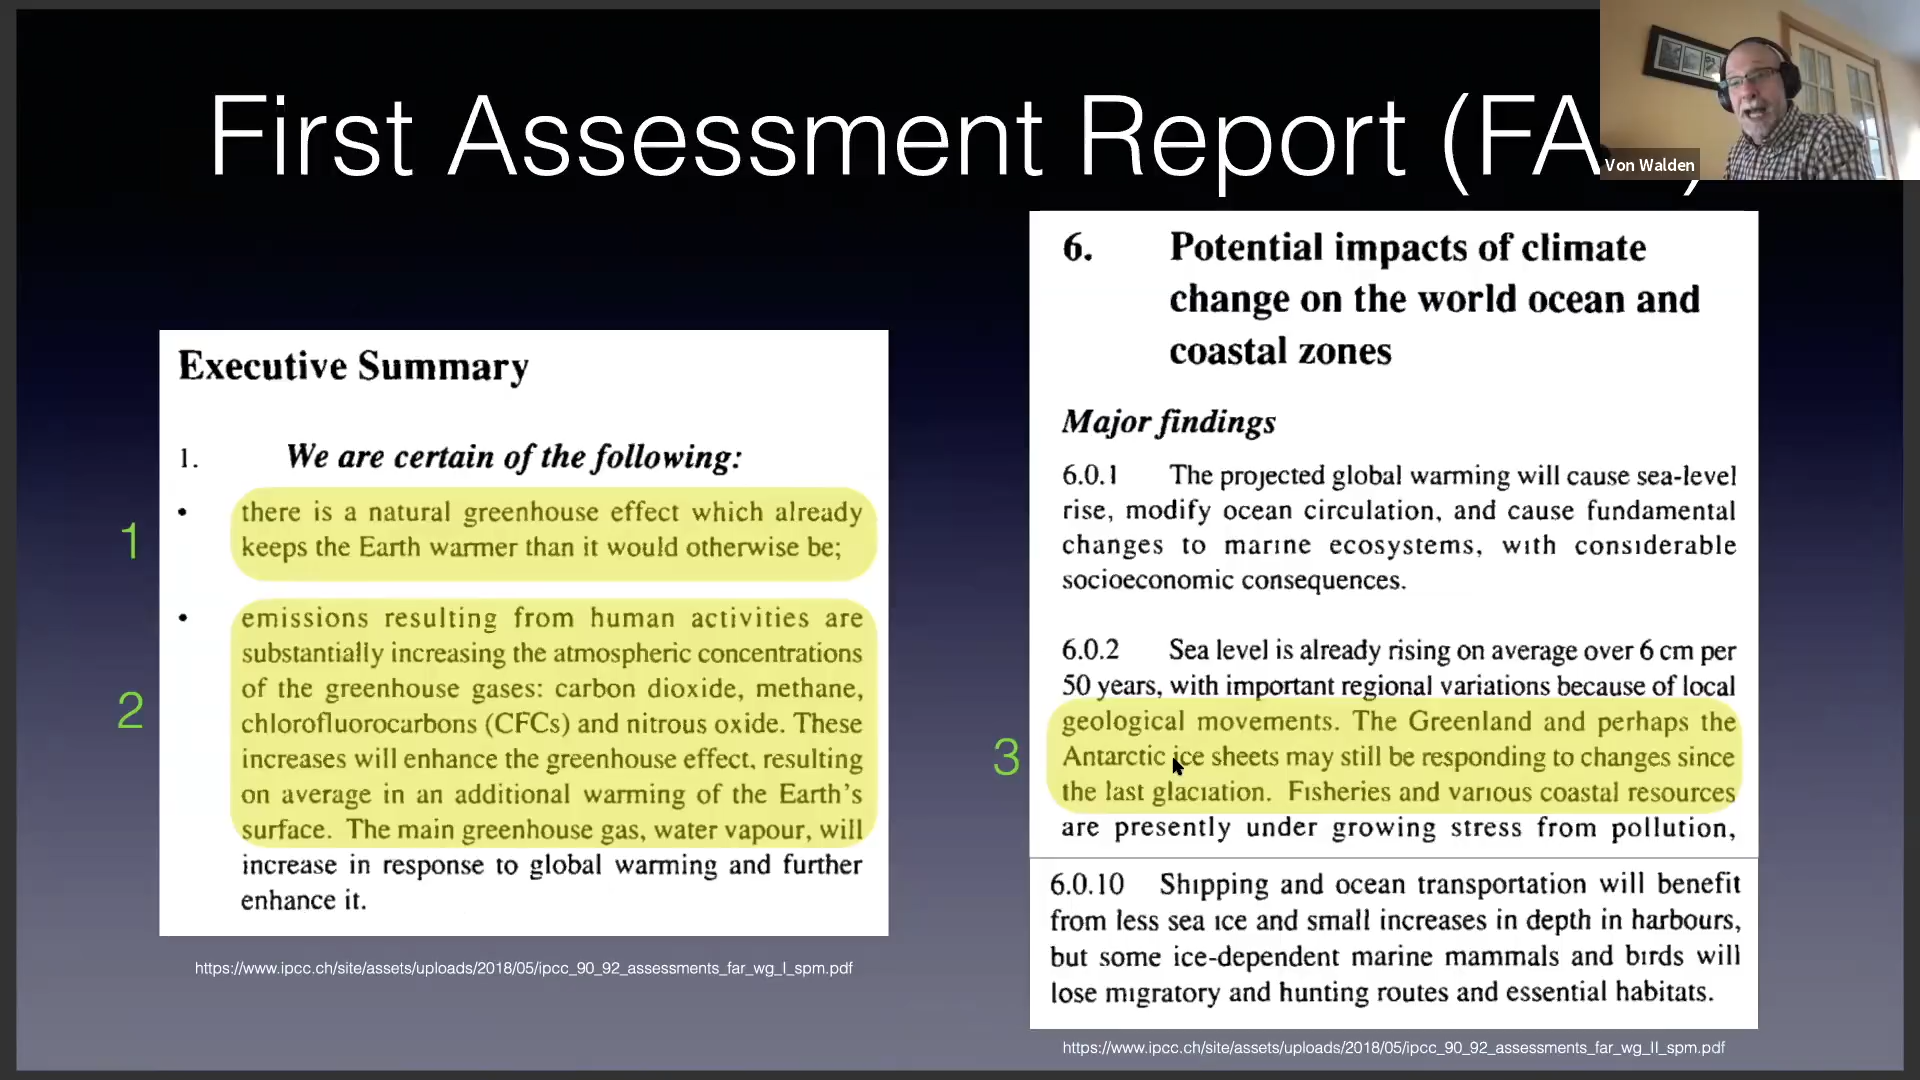 First Assessment Report (FA
Von Walden
Executive Summary
1. We are certain of the following:
1
• there is a natural greenhouse effect which already
keeps the Earth warmer than it would otherwise be;
2
• emissions resulting from human activities are
substantially increasing the atmospheric concentrations
of the greenhouse gases: carbon dioxide, methane,
chlorofluorocarbons (CFCs) and nitrous oxide. These
increases will enhance the greenhouse effect, resulting
on average in an additional warming of the Earth's
surface. The main greenhouse gas, water vapour, will
increase in response to global warming and further
enhance it.
https://www.ipcc.ch/site/assets/uploads/2018/05/ipcc_90_92_assessments_far_wg_I_spm.pdf
6. Potential impacts of climate
change on the world ocean and
coastal zones
Major findings
6.0.1 The projected global warming will cause sea-level
rise, modify ocean circulation, and cause fundamental
changes to marine ecosystems, with considerable
socioeconomic consequences.
6.0.2 Sea level is already rising on average over 6 cm per
50 years, with important regional variations because of local
3
geological movements. The Greenland and perhaps the
Antarctic ice sheets may still be responding to changes since
the last glaciation. Fisheries and various coastal resources
are presently under growing stress from pollution,
6.0.10 Shipping and ocean transportation will benefit
from less sea ice and small increases in depth in harbours,
but some ice-dependent marine mammals and birds will
lose migratory and hunting routes and essential habitats.
https://www.ipcc.ch/site/assets/uploads/2018/05/ipcc_90_92_assessments_far_wg_II_spm.pdf